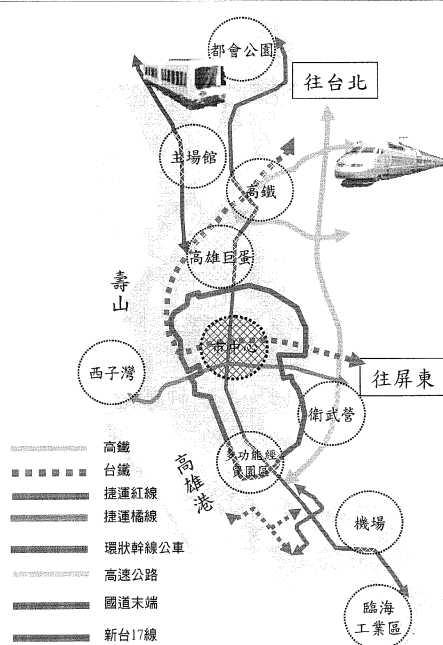 都會公園
往台北
主場館
高鐵
高雄巨蛋
壽山
市中心
西子灣
往屏東
衛武營
多功能經
貿園區
高雄港
機場
臨海
工業區
高鐵
台鐵
捷運紅線
捷運橘線
環狀幹線公車
高速公路
國道末端
新台17線